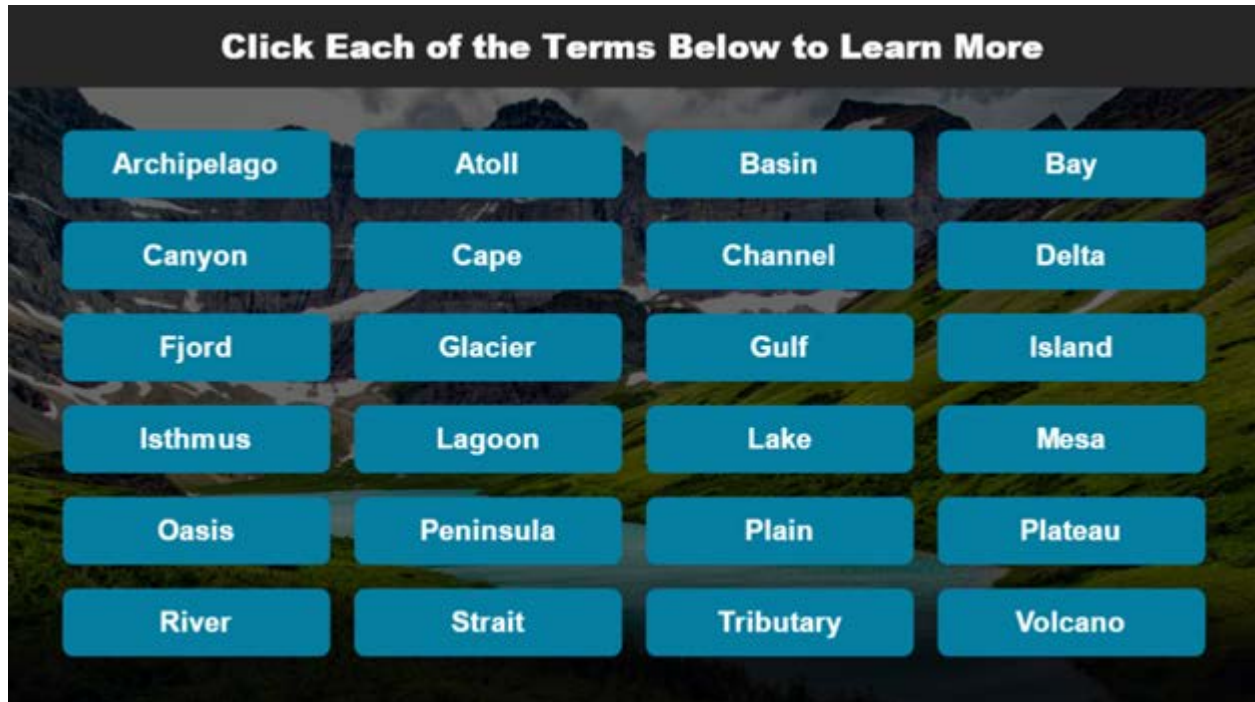 Click Each of the Terms Below to Learn More
Archipelago Atoll Basin Bay
Canyon Cape Channel Delta
Fjord Glacier Gulf Island
Isthmus Lagoon Lake Mesa
Oasis Peninsula Plain Plateau
River Strait Tributary Volcano